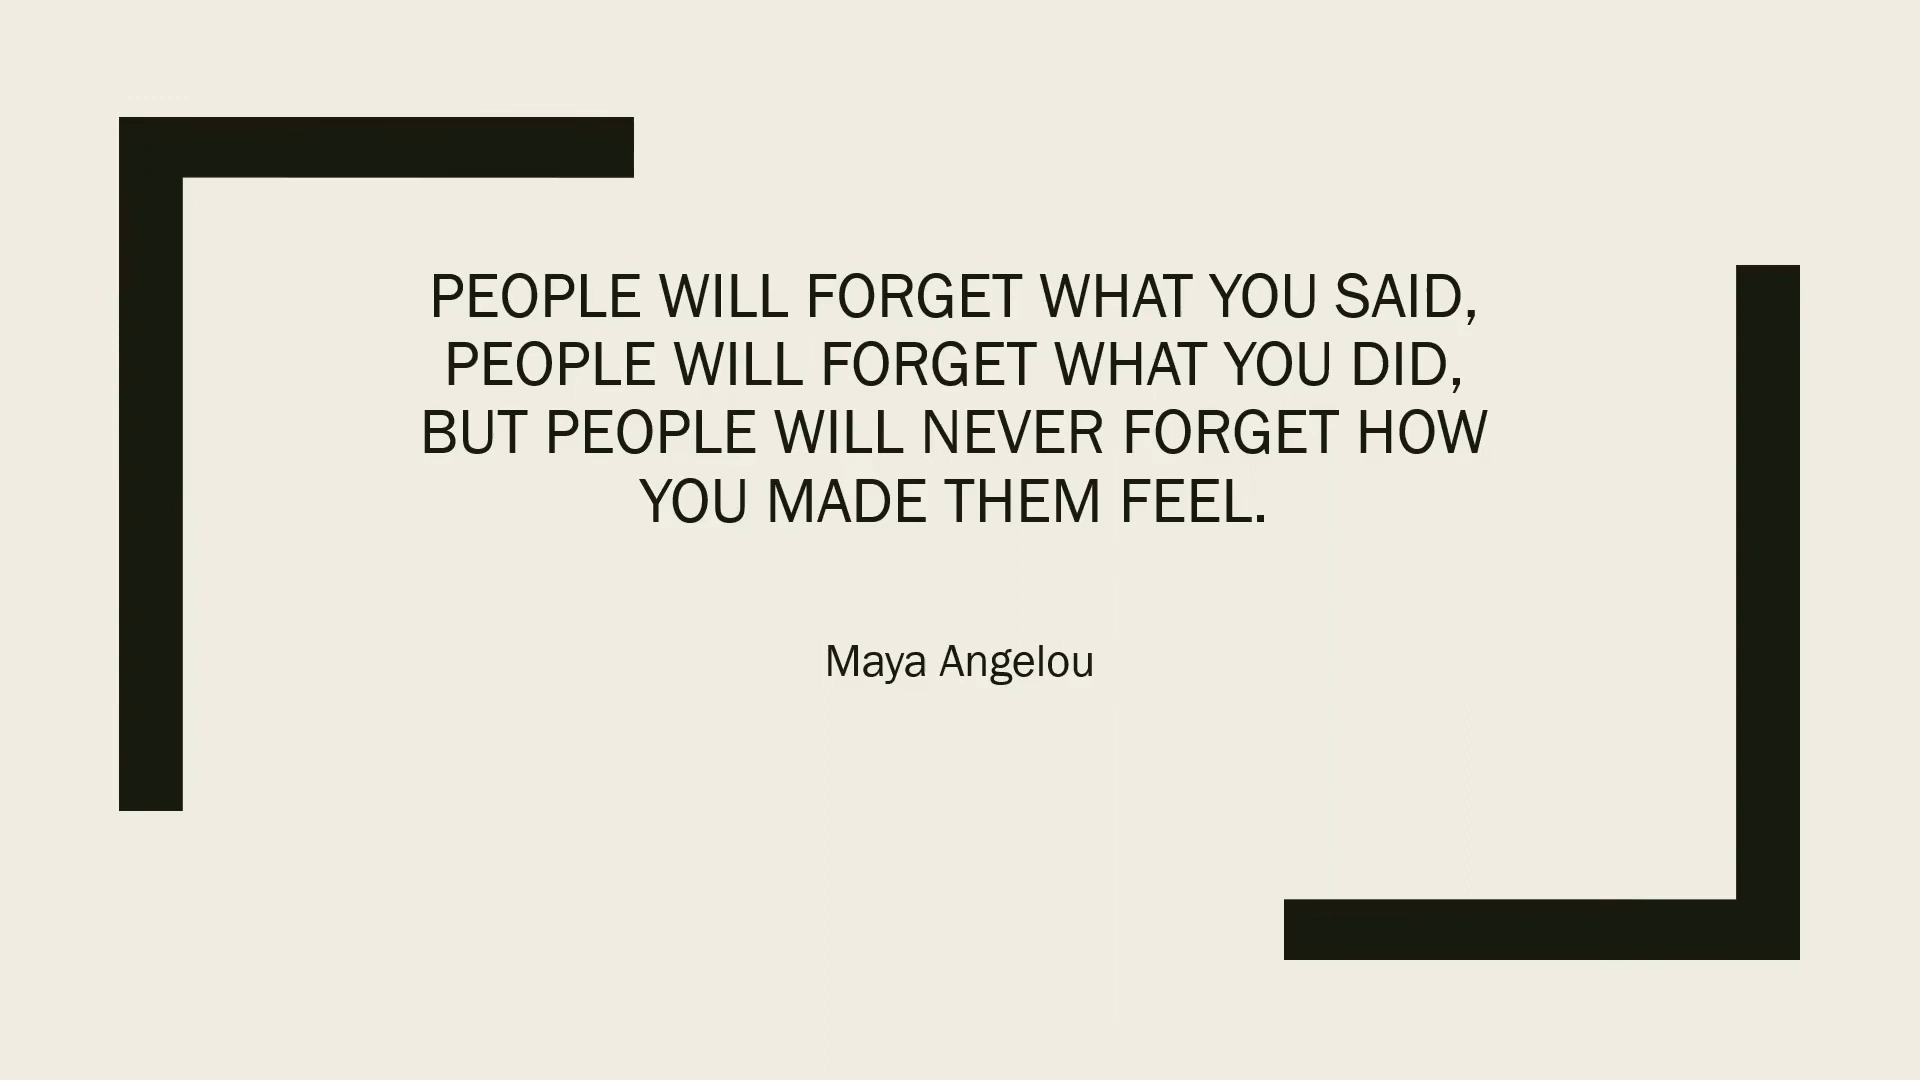 PEOPLE WILL FORGET WHAT YOU SAID,
PEOPLE WILL FORGET WHAT YOU DID,
BUT PEOPLE WILL NEVER FORGET HOW
YOU MADE THEM FEEL.
Maya Angelou